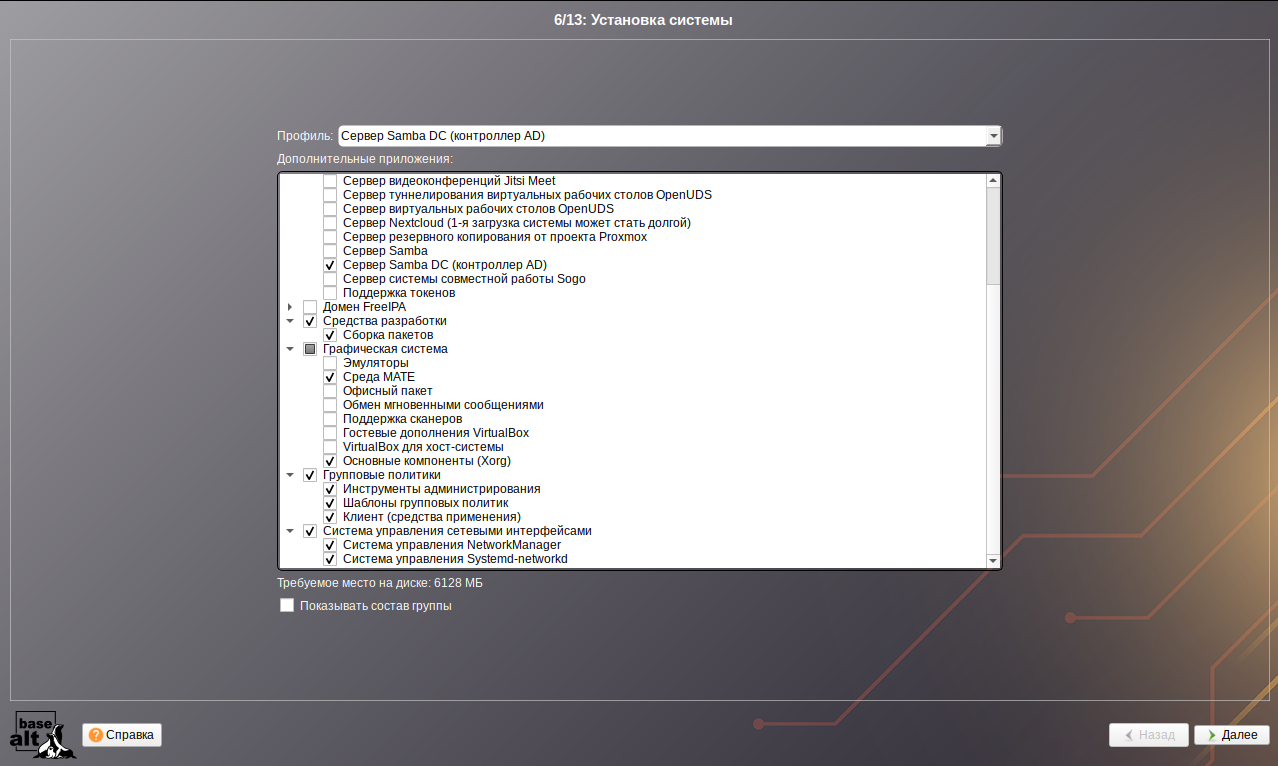 6/13: Установка системы
Профиль: Сервер Samba DC (контроллер AD)
Дополнительные приложения:
Сервер видеоконференций Jitsi Meet
Сервер туннелирования виртуальных рабочих столов OpenUDS
Сервер виртуальных рабочих столов OpenUDS
Сервер Nextcloud (1-я загрузка системы может стать долгой)
Сервер резервного копирования от проекта Proxmox
Сервер Samba
Сервер Samba DC (контроллер AD)
Сервер системы совместной работы Sogo
Поддержка токенов
Домен FreeIPA
Средства разработки
Сборка пакетов
Графическая система
Эмуляторы
Среда MATE
Офисный пакет
Обмен мгновенными сообщениями
Поддержка сканеров
Гостевые дополнения VirtualBox
VirtualBox для хост-системы
Основные компоненты (Xorg)
Групповые политики
Инструменты администрирования
Шаблоны групповых политик
Клиент (средства применения)
Система управления сетевыми интерфейсами
Система управления NetworkManager
Система управления Systemd-networkd
Требуемое место на диске: 6128 МБ
Показывать состав группы
base
alt
? Справка
Назад
Далее